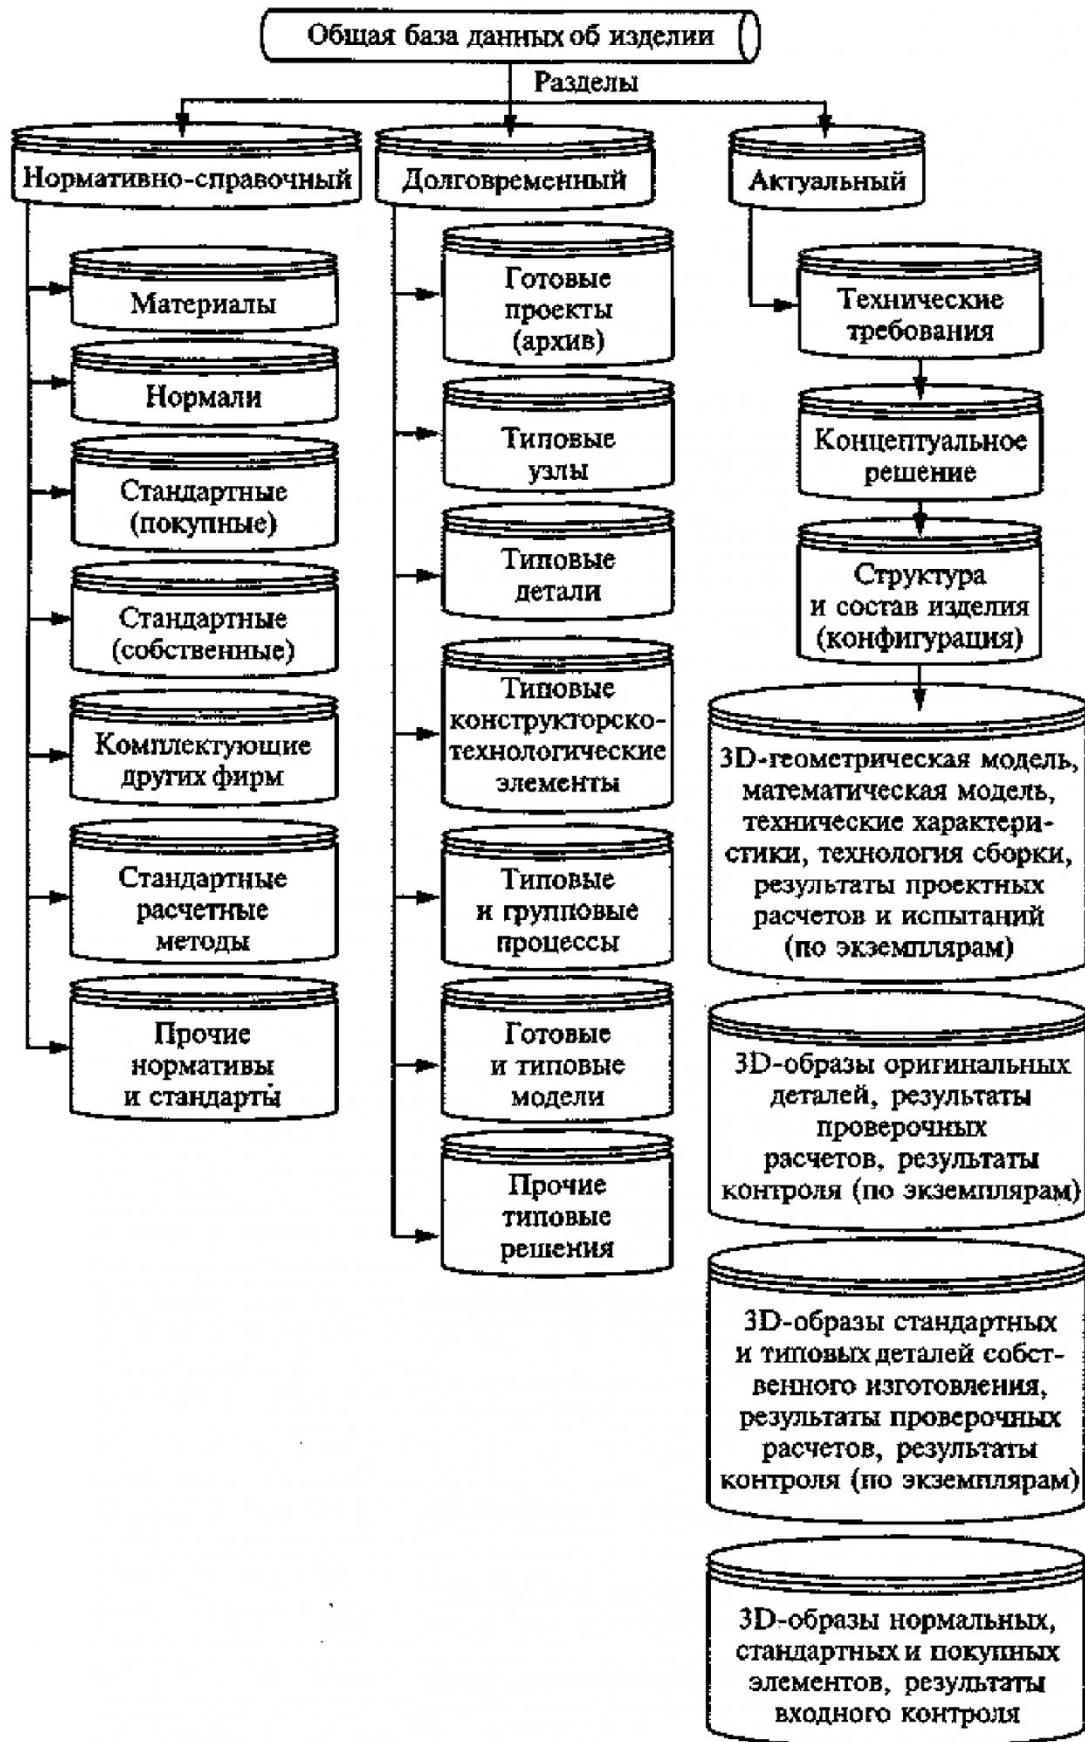 Общая база данных об изделии
Разделы
Нормативно-справочный
Долговременный
Актуальный
Материалы
Нормали
Стандартные
(покупные)
Стандартные
(собственные)
Комплектующие
других фирм
Стандартные
расчетные
методы
Прочие
нормативы
и стандарты
Готовые
проекты
(архив)
Типовые
узлы
Типовые
детали
Типовые
конструкторско-
технологические
элементы
Типовые
и групповые
процессы
Готовые
и типовые
модели
Прочие
типовые
решения
Технические
требования
Концептуальное
решение
Структура
и состав изделия
(конфигурация)
3D-геометрическая модель,
математическая модель,
технические характери-
стики, технология сборки,
результаты проектных
расчетов и испытаний
(по экземплярам)
3D-образы оригинальных
деталей, результаты
проверочных
расчетов, результаты
контроля (по экземплярам)
3D-образы стандартных
и типовых деталей собст-
венного изготовления,
результаты проверочных
расчетов, результаты
контроля (по экземплярам)
3D-образы нормальных,
стандартных и покупных
элементов, результаты
входного контроля